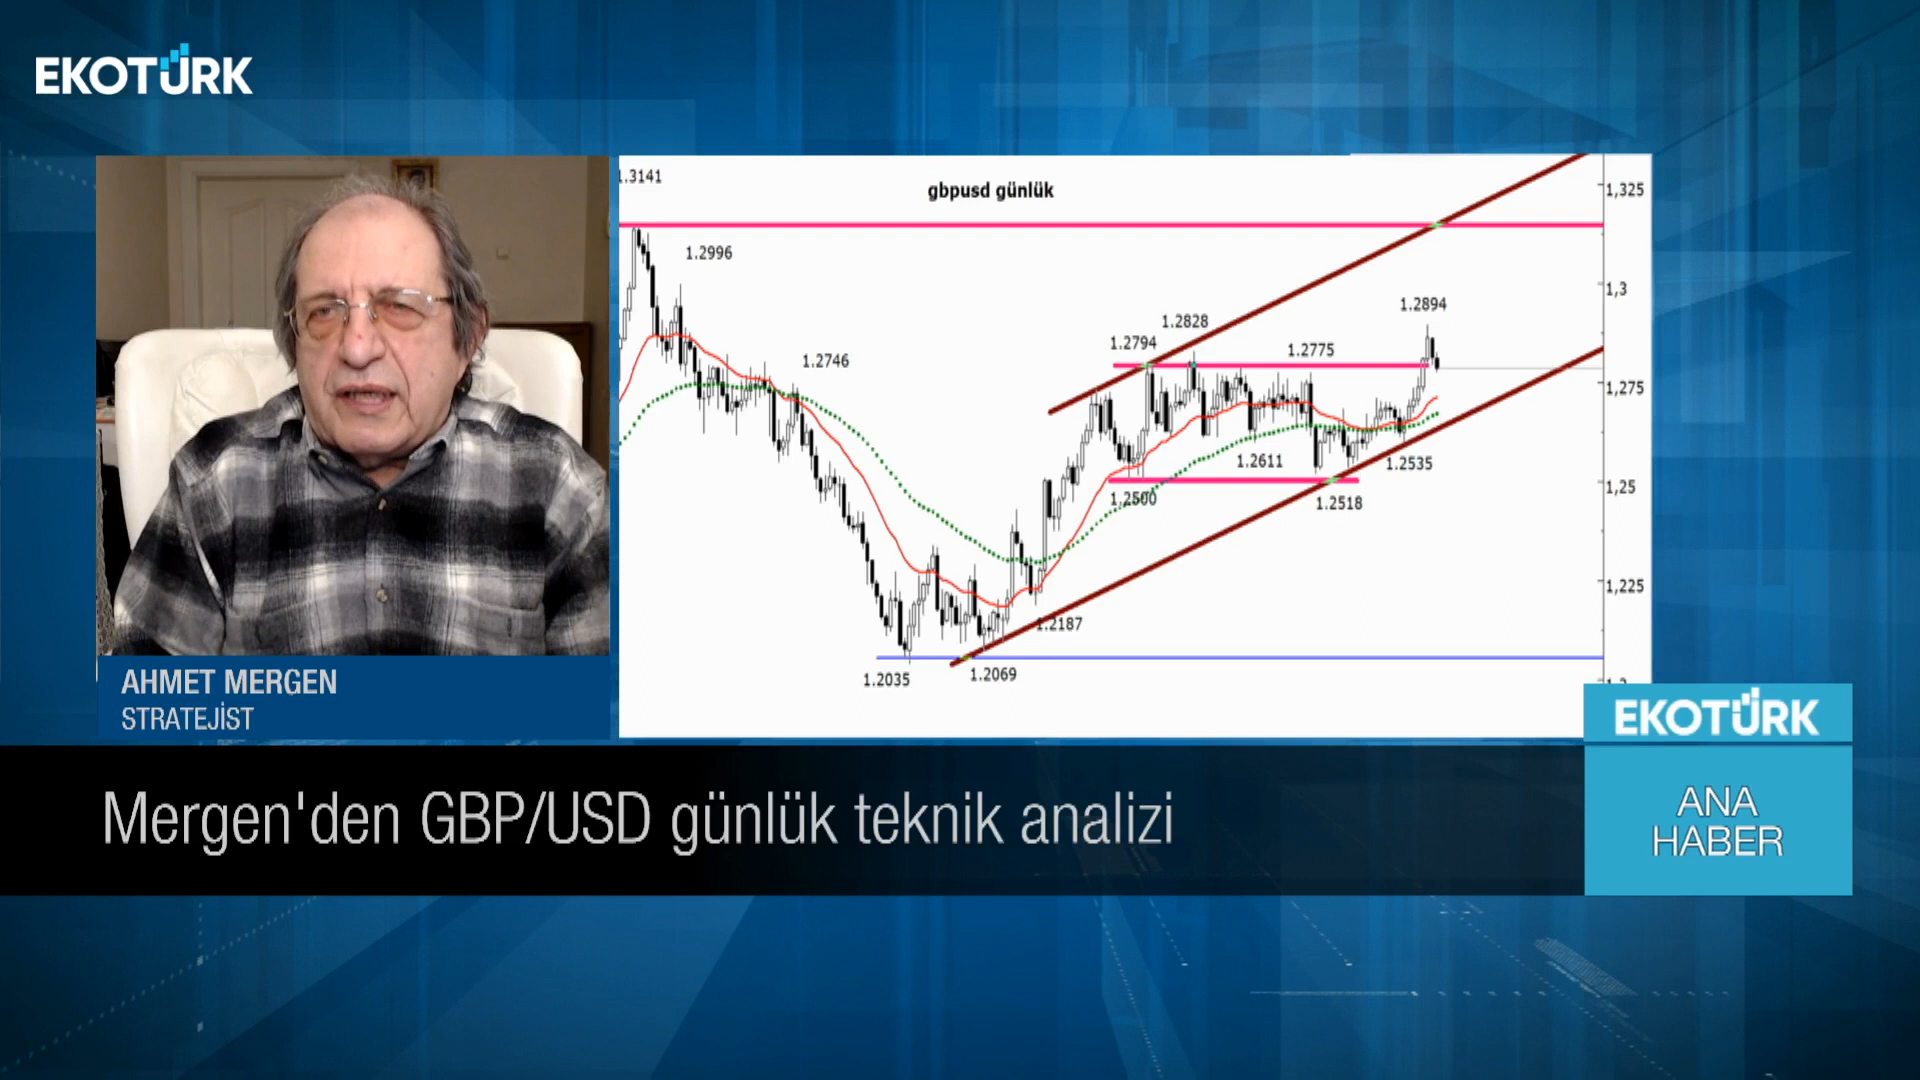 EKOTÜRK
1.3141
gbpusd günlük
1.2996
1.2746
1.2794
1.2828
1.2775
1.2894
1.2611
1.2535
1.2500
1.2518
1.2187
1.2035
1.2069
1,325
1,3
1,275
1,25
1,225
AHMET MERGEN
STRATEJİST
Mergen'den GBP/USD günlük teknik analizi
EKOTÜRK
ANA
HABER